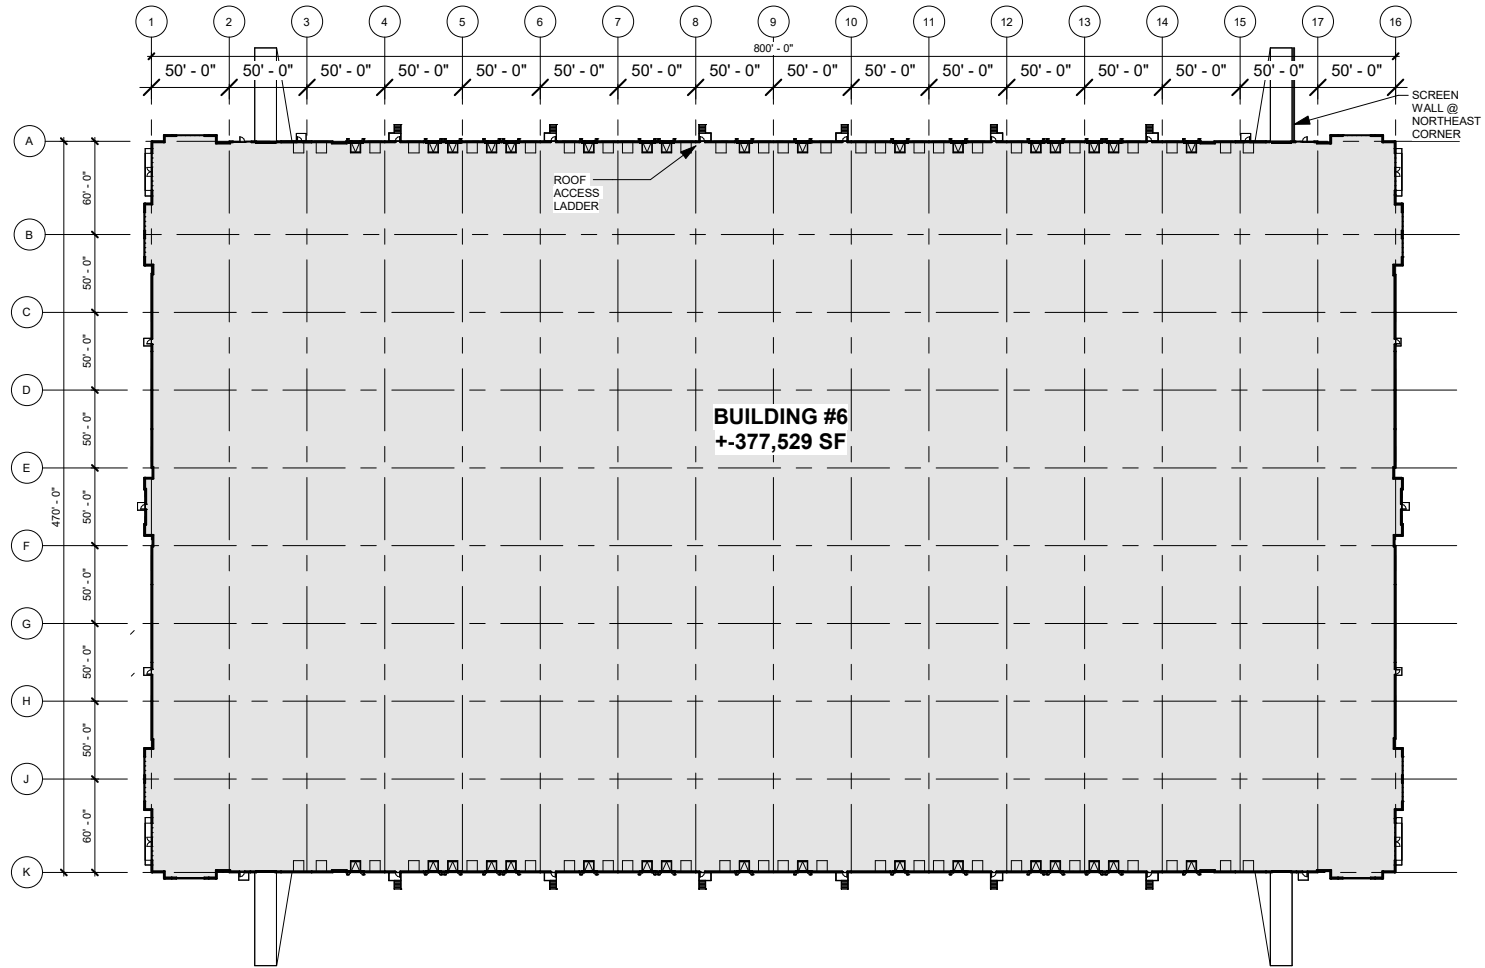 1 2 3 4 5 6 7 8 9 10 11 12 13 14 15 17 16
800' - 0"
50' - 0" 50' - 0" 50' - 0" 50' - 0" 50' - 0" 50' - 0" 50' - 0" 50' - 0" 50' - 0" 50' - 0" 50' - 0" 50' - 0" 50' - 0" 50' - 0" 50' - 0" 50' - 0"
SCREEN
WALL @
NORTHEAST
CORNER
A
60' - 0"
ROOF
ACCESS
LADDER
B
50' - 0"
C
50' - 0"
D
50' - 0"
BUILDING #6
+-377,529 SF
E
470' - 0"
50' - 0"
F
50' - 0"
G
50' - 0"
H
50' - 0"
J
60' - 0"
K